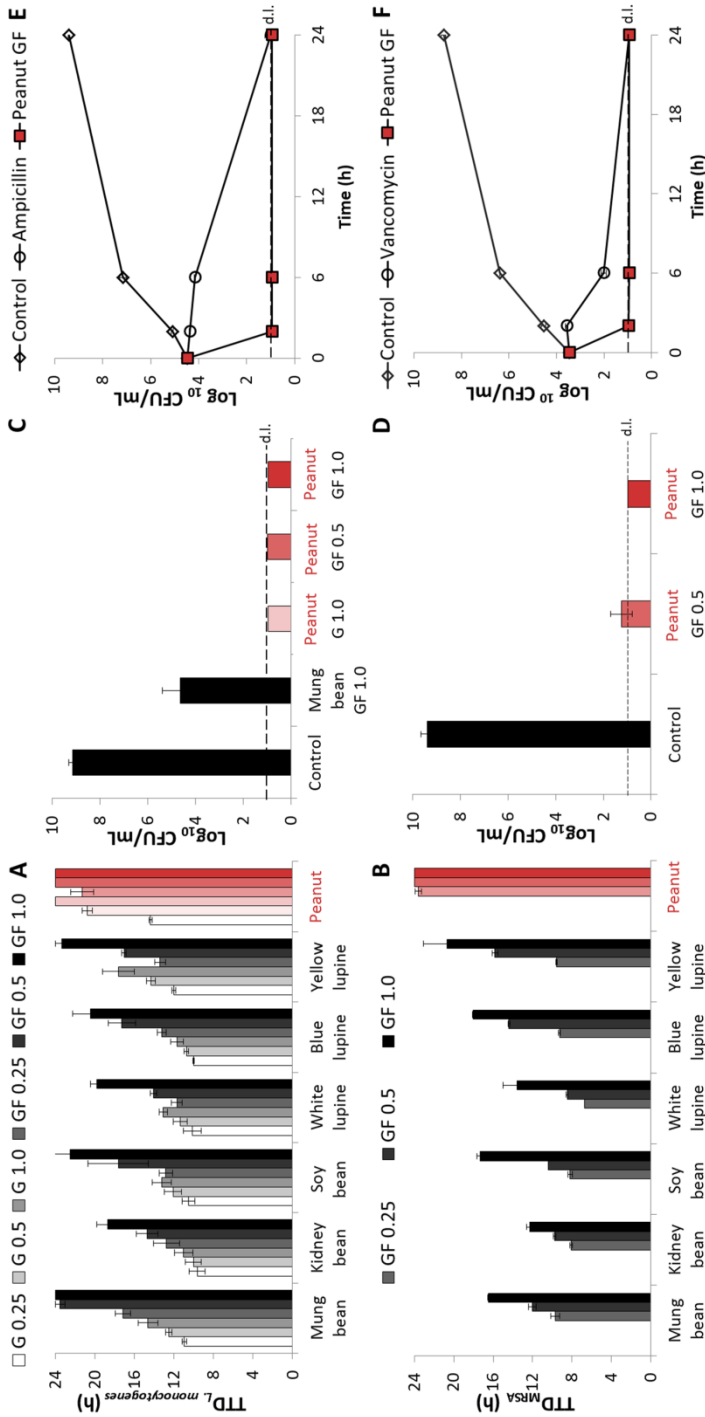 G 0.25 G 0.5 G 1.0 GF 0.25 GF 0.5 GF 1.0
A
24
20
16
12
8
4
0
TTD L. monocytogenes (h)
Mung bean
Kidney bean
Soy bean
White lupine
Blue lupine
Yellow lupine
Peanut
GF 0.25 GF 0.5 GF 1.0
B
24
20
16
12
8
4
0
TTD MRSA (h)
Mung bean
Kidney bean
Soy bean
White lupine
Blue lupine
Yellow lupine
Peanut
C
10
8
6
4
2
0
Log10 CFU/mL
d.l.
Control
Mung bean GF 1.0
Peanut G 1.0
Peanut GF 0.5
Peanut GF 1.0
D
10
8
6
4
2
0
Log10 CFU/mL
d.l.
Control
Peanut GF 0.5
Peanut GF 1.0
Control Ampicillin Peanut GF
E
10
8
6
4
2
0
Log 10 CFU/mL
d.l.
0 6 12 18 24
Time (h)
Control Vancomycin Peanut GF
F
10
8
6
4
2
0
Log 10 CFU/mL
d.l.
0 6 12 18 24
Time (h)